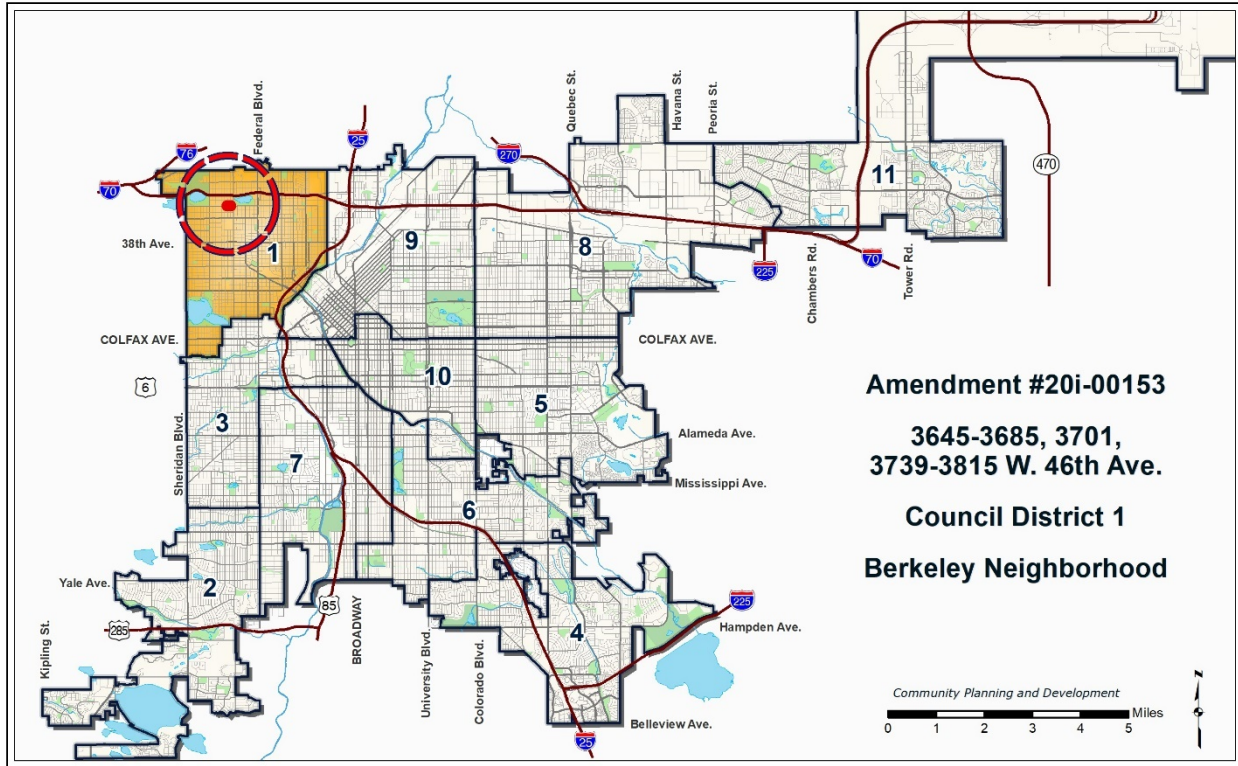 Federal Blvd.
25
Quebec St.
Havana St.
Peoria St.
76
270
70
470
11
38th Ave.
1
9
8
225
70
Chambers Rd.
Tower Rd.
COLFAX AVE.
COLFAX AVE.
6
10
5
3
Sheridan Blvd.
7
Alameda Ave.
Mississippi Ave.
6
Yale Ave.
2
85
285
BROADWAY
University Blvd.
Colorado Blvd.
4
225
Hampden Ave.
Kipling St.
Belleview Ave.
25
Amendment #20i-00153
3645-3685, 3701,
3739-3815 W. 46th Ave.
Council District 1
Berkeley Neighborhood
Community Planning and Development
Miles
0 1 2 3 4 5
N